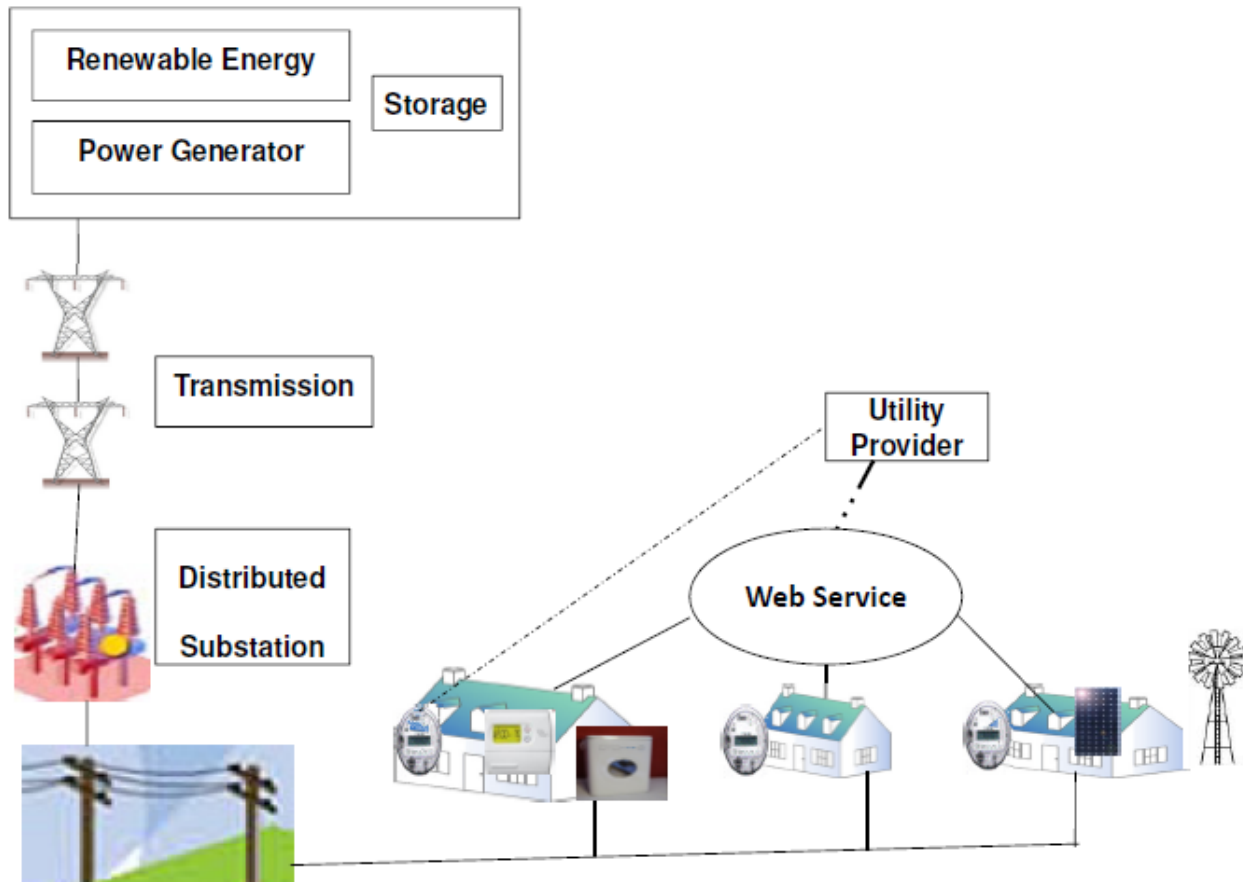 Renewable Energy
Storage
Power Generator
Transmission
Utility
Provider
Distributed
Substation
Web Service